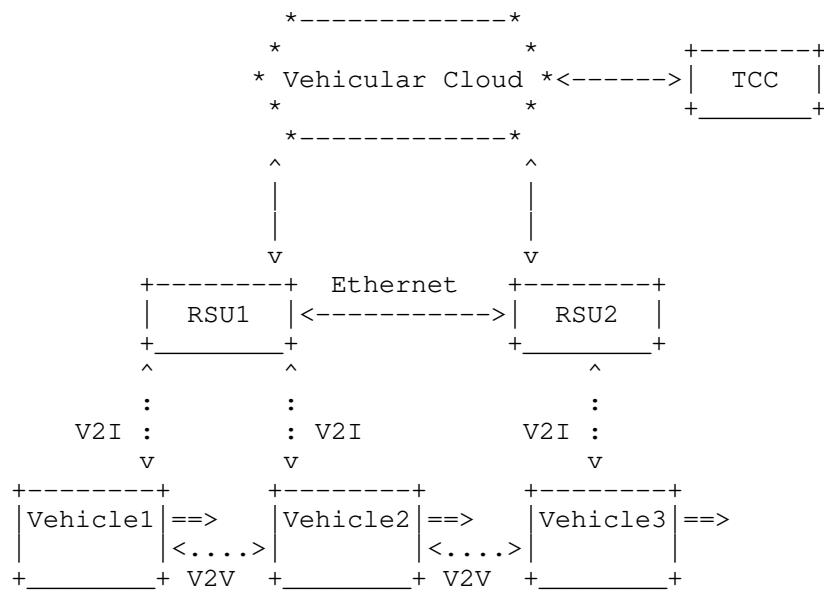 Vehicular Cloud TCC
Ethernet
RSU1 RSU2
V2I V2I V2I
Vehicle1 Vehicle2 Vehicle3
V2V V2V